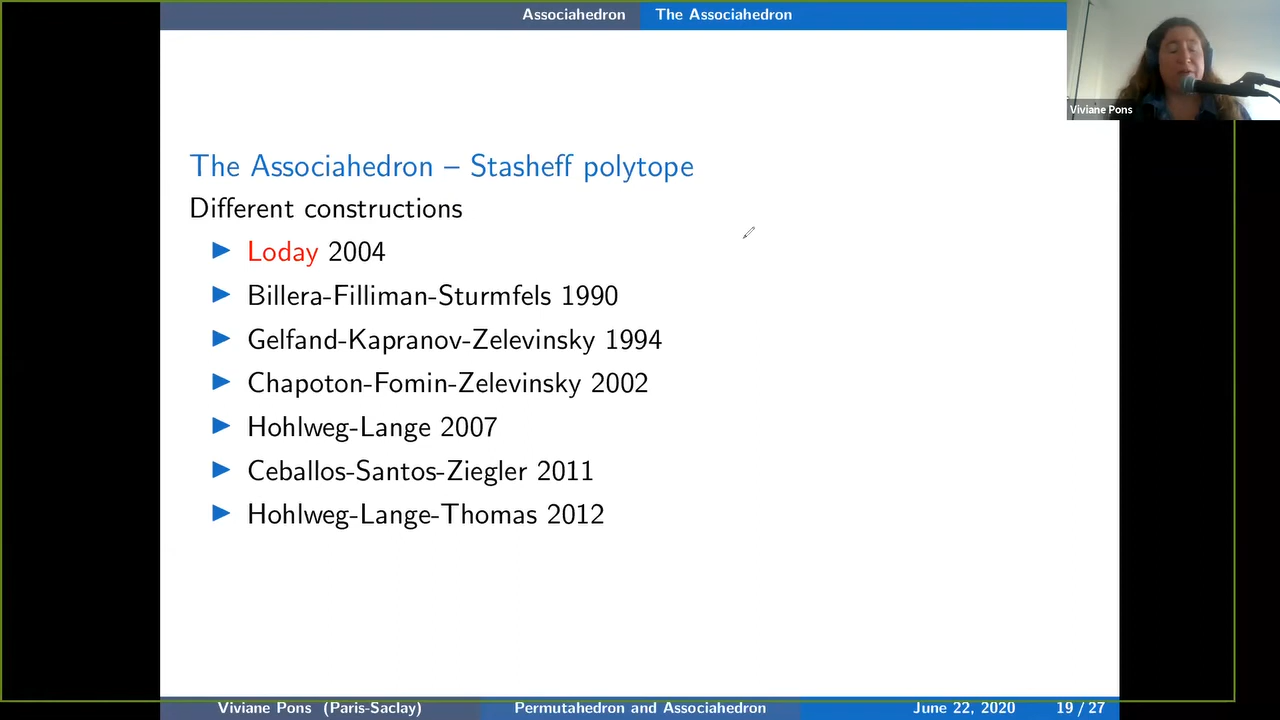 Associahedron The Associahedron
Viviane Pons
The Associahedron – Stasheff polytope
Different constructions
▶ Loday 2004
▶ Billera-Filliman-Sturmfels 1990
▶ Gelfand-Kapranov-Zelevinsky 1994
▶ Chapoton-Fomin-Zelevinsky 2002
▶ Hohlweg-Lange 2007
▶ Ceballos-Santos-Ziegler 2011
▶ Hohlweg-Lange-Thomas 2012
Viviane Pons (Paris-Saclay) Permutahedron and Associahedron June 22, 2020 19 / 27